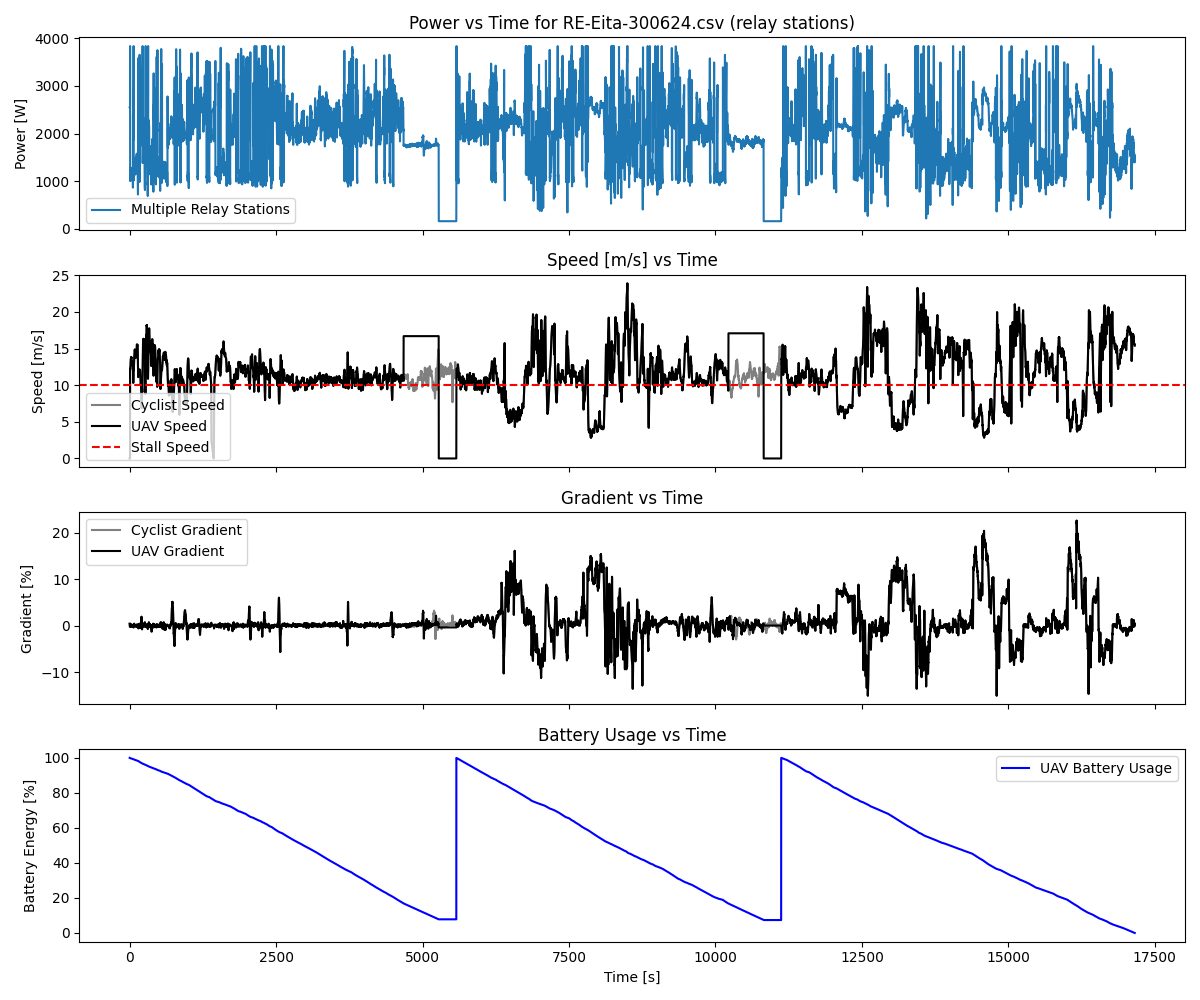 Power vs Time for RE-Eita-300624.csv (relay stations)
Power [W]
4000
3000
2000
1000
0
Multiple Relay Stations
Speed [m/s] vs Time
Speed [m/s]
25
20
15
10
5
0
Cyclist Speed
UAV Speed
Stall Speed
Gradient vs Time
Gradient [%]
20
10
0
−10
Cyclist Gradient
UAV Gradient
Battery Usage vs Time
Battery Energy [%]
100
80
60
40
20
0
UAV Battery Usage
0 2500 5000 7500 10000 12500 15000 17500
Time [s]